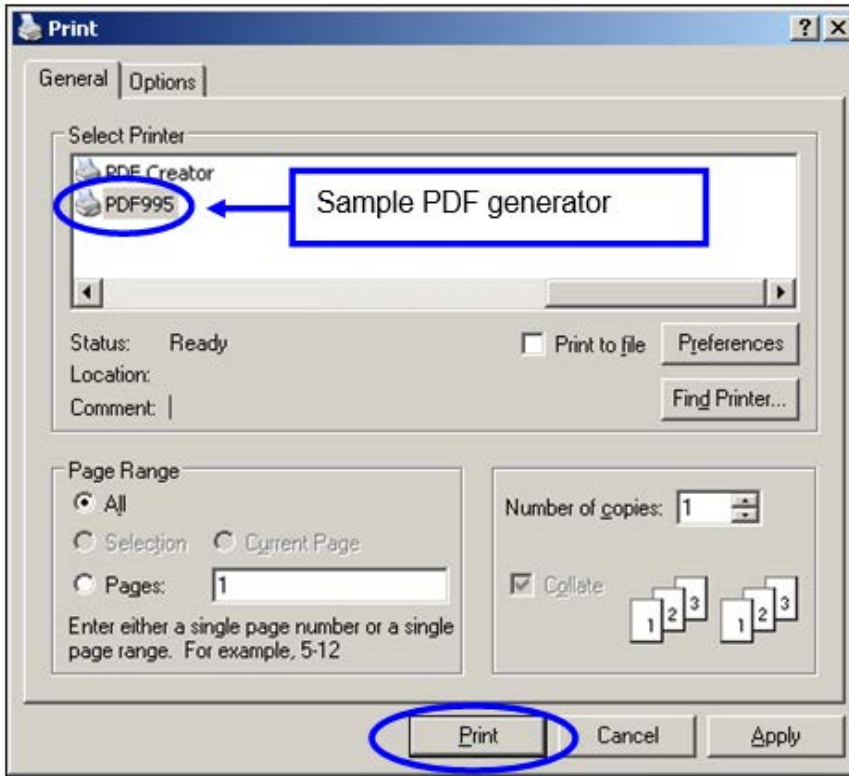 Print
General Options
Select Printer
PDF Creator
PDF995
Sample PDF generator
Status: Ready
Print to file
Preferences
Location:
Comment:
Find Printer...
Page Range
All
Selection Current Page
Pages: 1
Enter either a single page number or a single
page range. For example, 5-12
Number of copies: 1
Collate
1 2 3 1 2 3
Print Cancel Apply